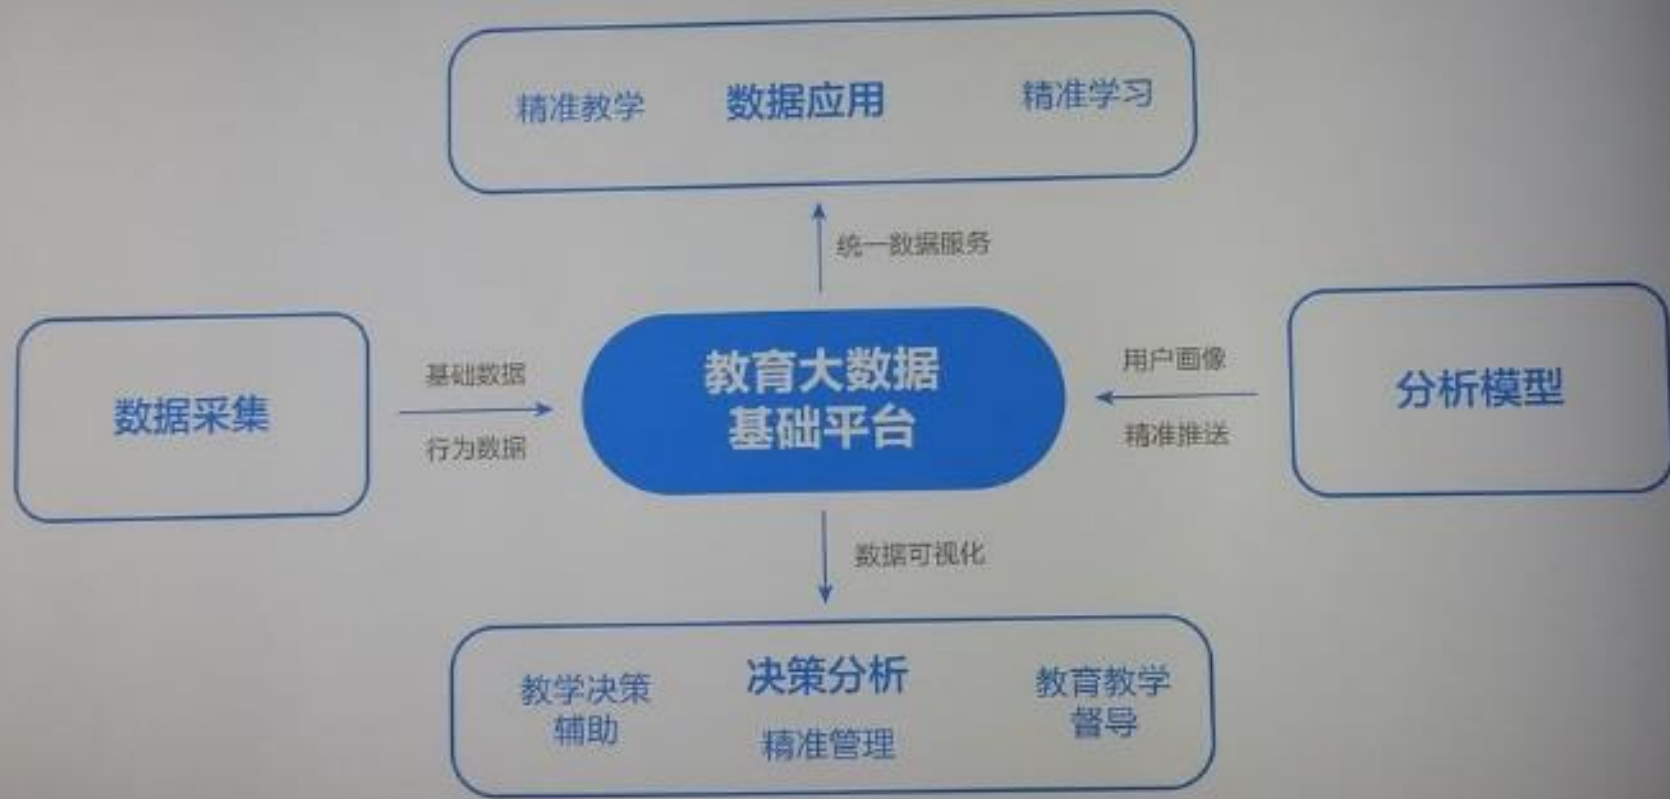 精准教学
数据应用
精准学习
统一数据服务
数据采集
基础数据
行为数据
教育大数据
基础平台
用户画像
精准推送
分析模型
数据可视化
教学决策
辅助
决策分析
精准管理
教育教学
督导